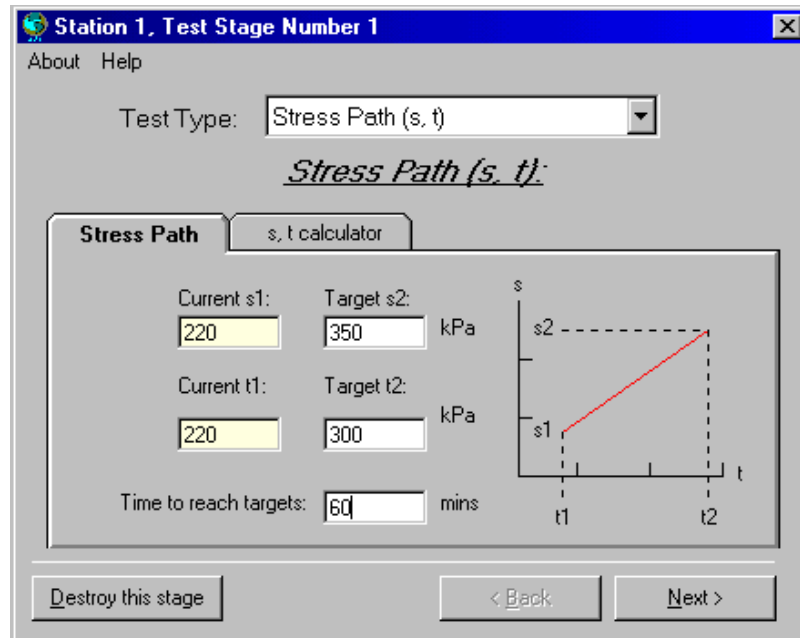 Station 1, Test Stage Number 1
About Help
Test Type: Stress Path (s, t)
Stress Path (s, t):
Stress Path s, t calculator
Current s1: Target s2:
220 350 kPa
Current t1: Target t2:
220 300 kPa
Time to reach targets: 60 mins
s
s2
s1
t
t1 t2
Destroy this stage < Back Next >